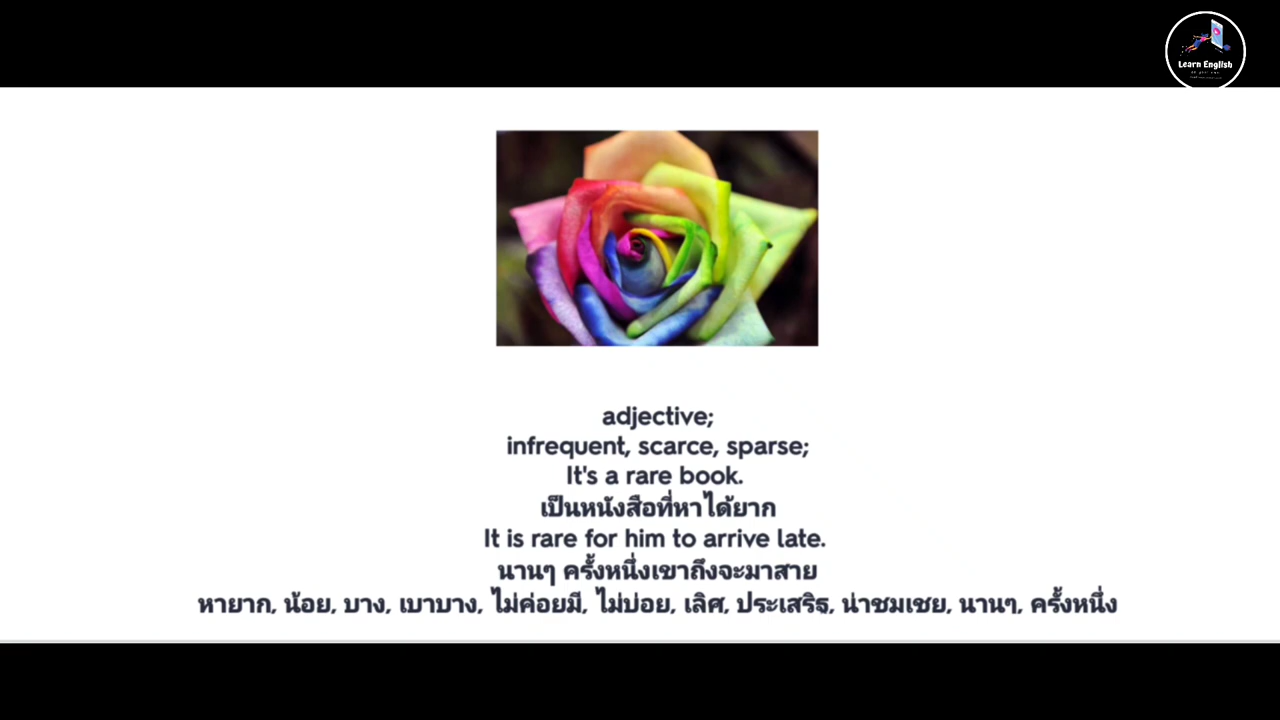 Learn English
adjective;
infrequent, scarce, sparse;
It's a rare book.
เป็นหนังสือที่หาได้ยาก
It is rare for him to arrive late.
นานๆ ครั้งหนึ่งเขาถึงจะมาสาย
หายาก, น้อย, บาง, เบาบาง, ไม่ค่อยมี, ไม่บ่อย, เลิศ, ประเสริฐ, น่าชมเชย, นานๆ, ครั้งหนึ่ง